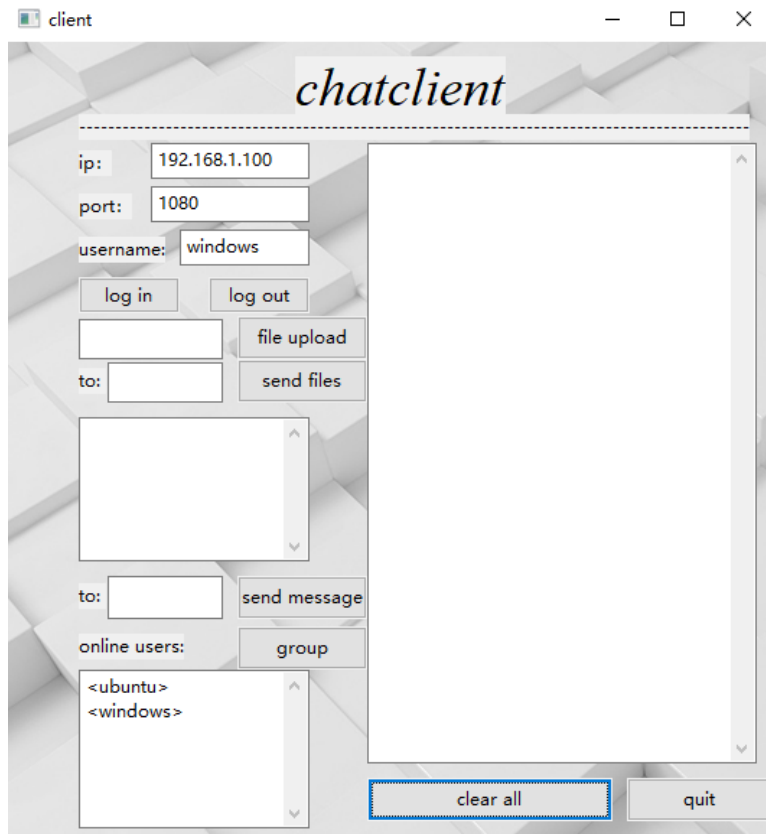 client
chatclient
--------------------------------------------------------------------------------
ip:
192.168.1.100
port:
1080
username:
windows
log in
log out
file upload
to:
send files
to:
send message
online users:
group
<ubuntu>
<windows>
clear all
quit